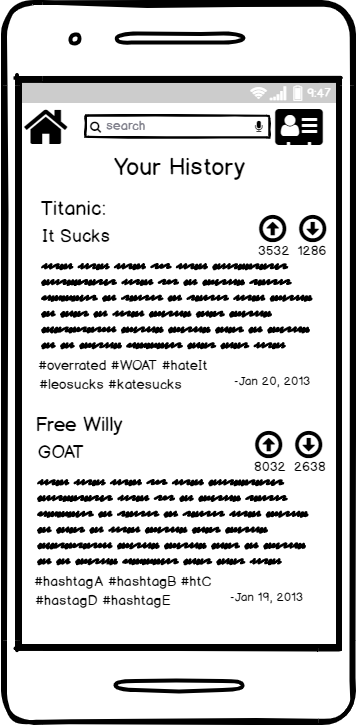 9:47
search
Your History
Titanic:
It Sucks
3532 1286
#overrated #WOAT #hateIt
#leosucks #katesucks
-Jan 20, 2013
Free Willy
GOAT
8032 2638
#hashtagA #hashtagB #htC
#hastagD #hashtagE
-Jan 19, 2013